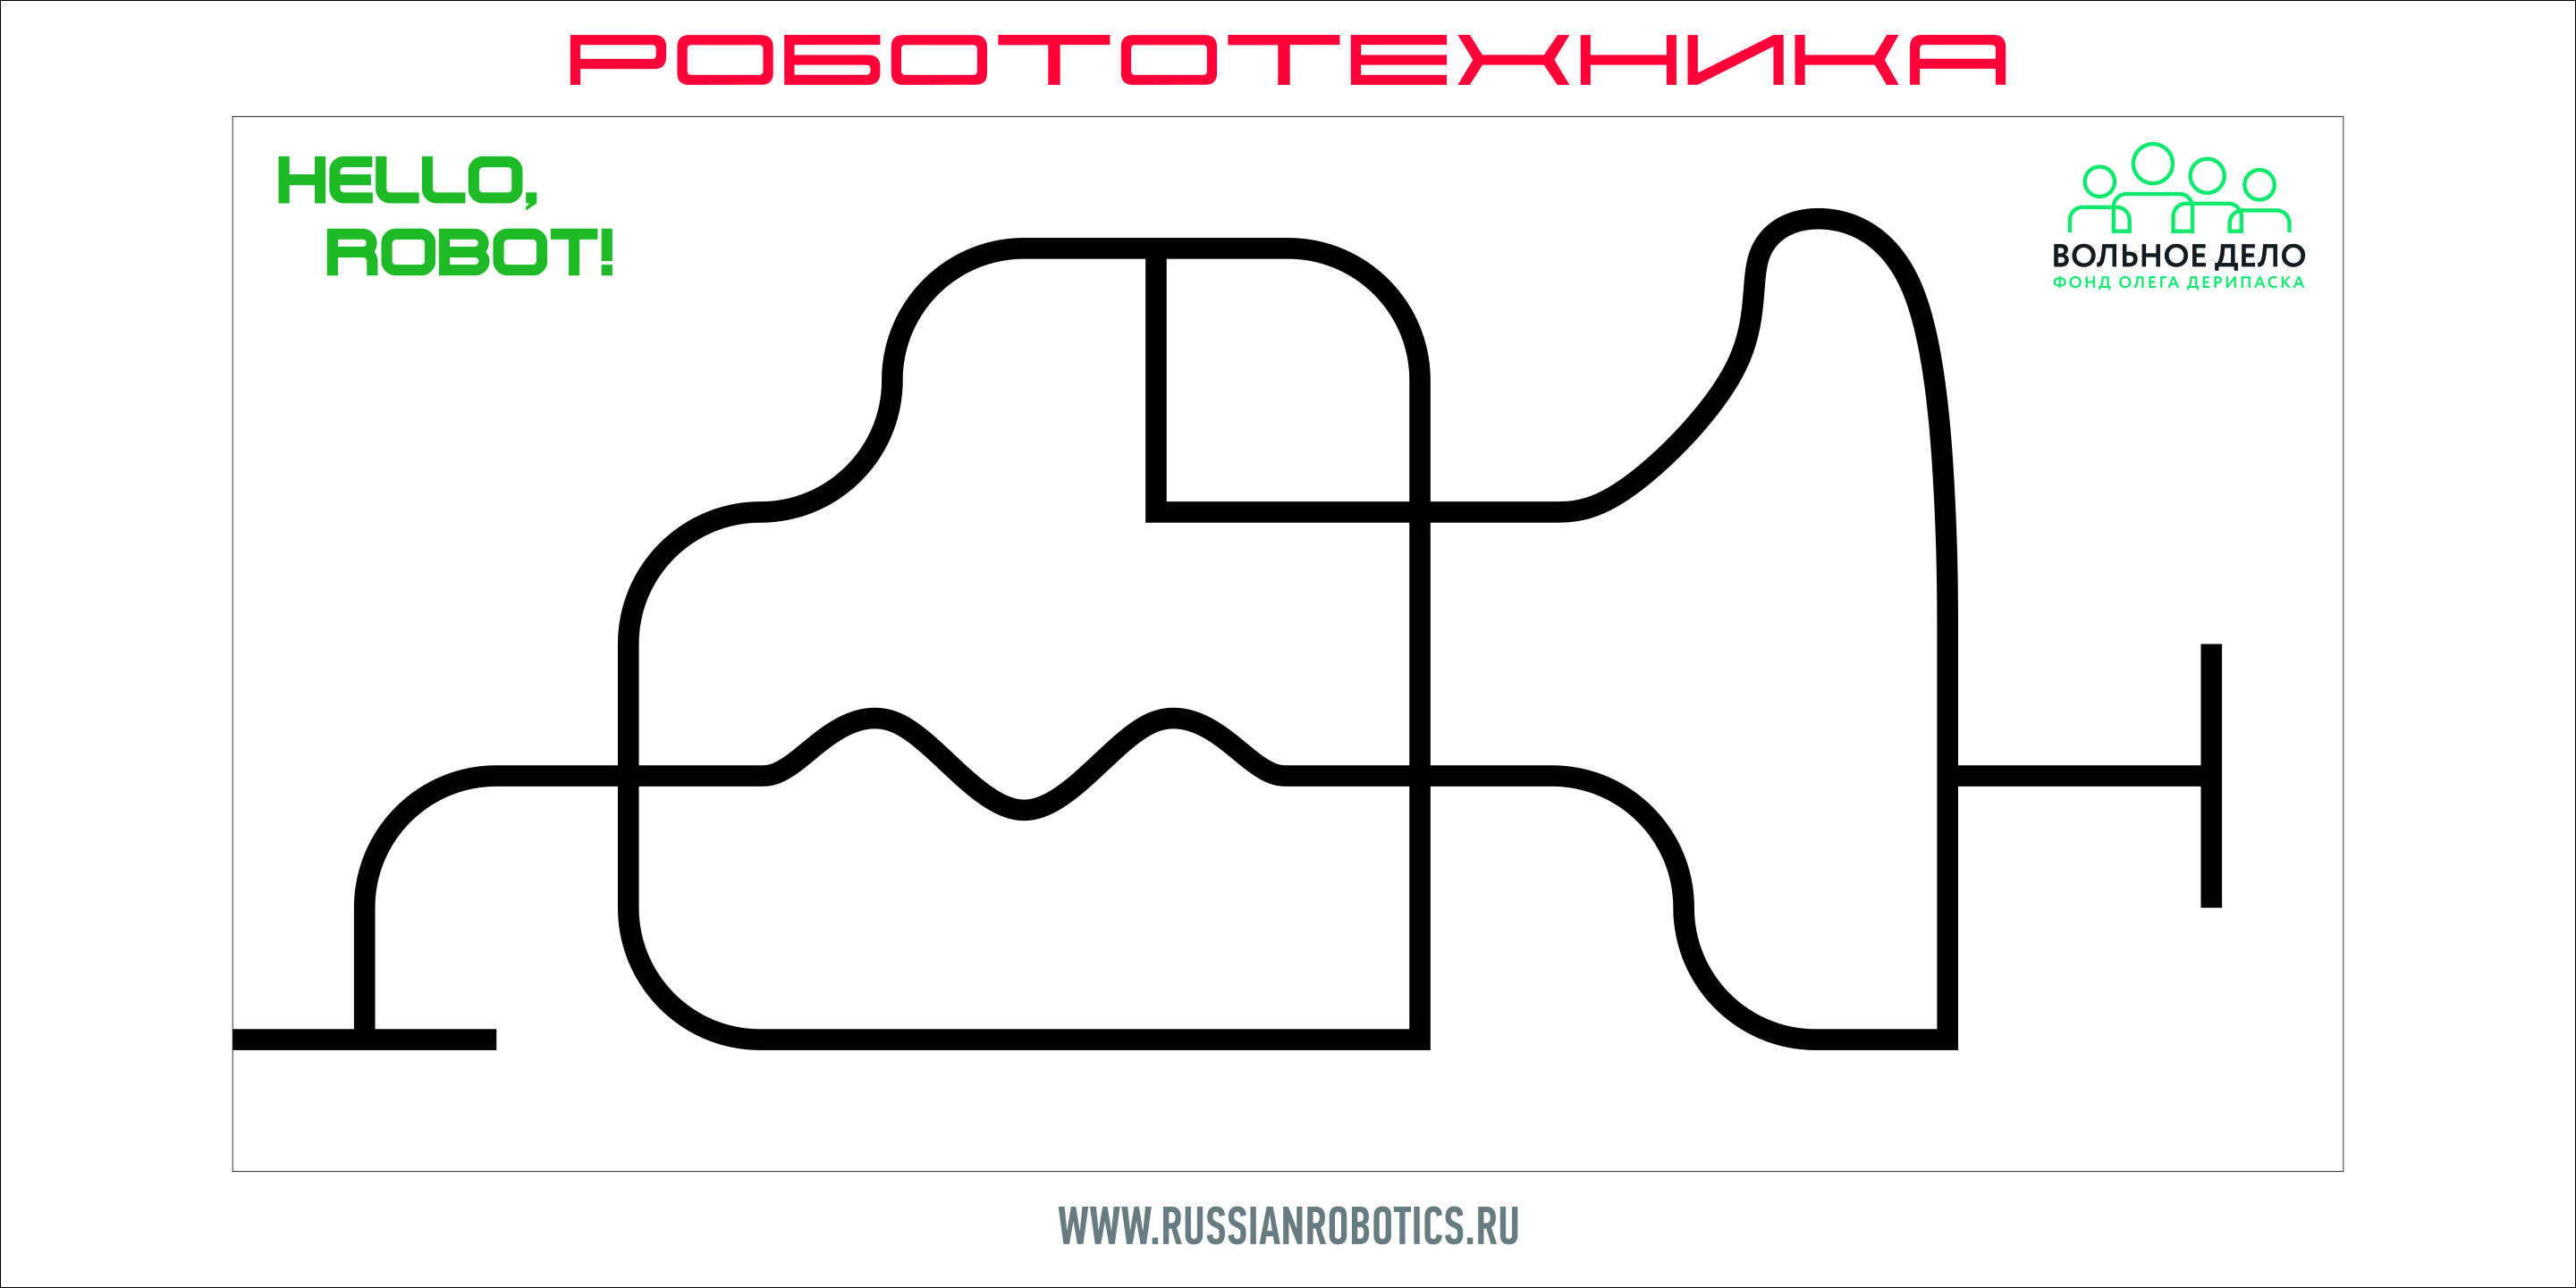 РОБОТОТЕХНИКА
HELLO,
ROBOT!
ВОЛЬНОЕ ДЕЛО
ФОНД ОЛЕГА ДЕРИПАСКА
WWW.RUSSIANROBOTICS.RU